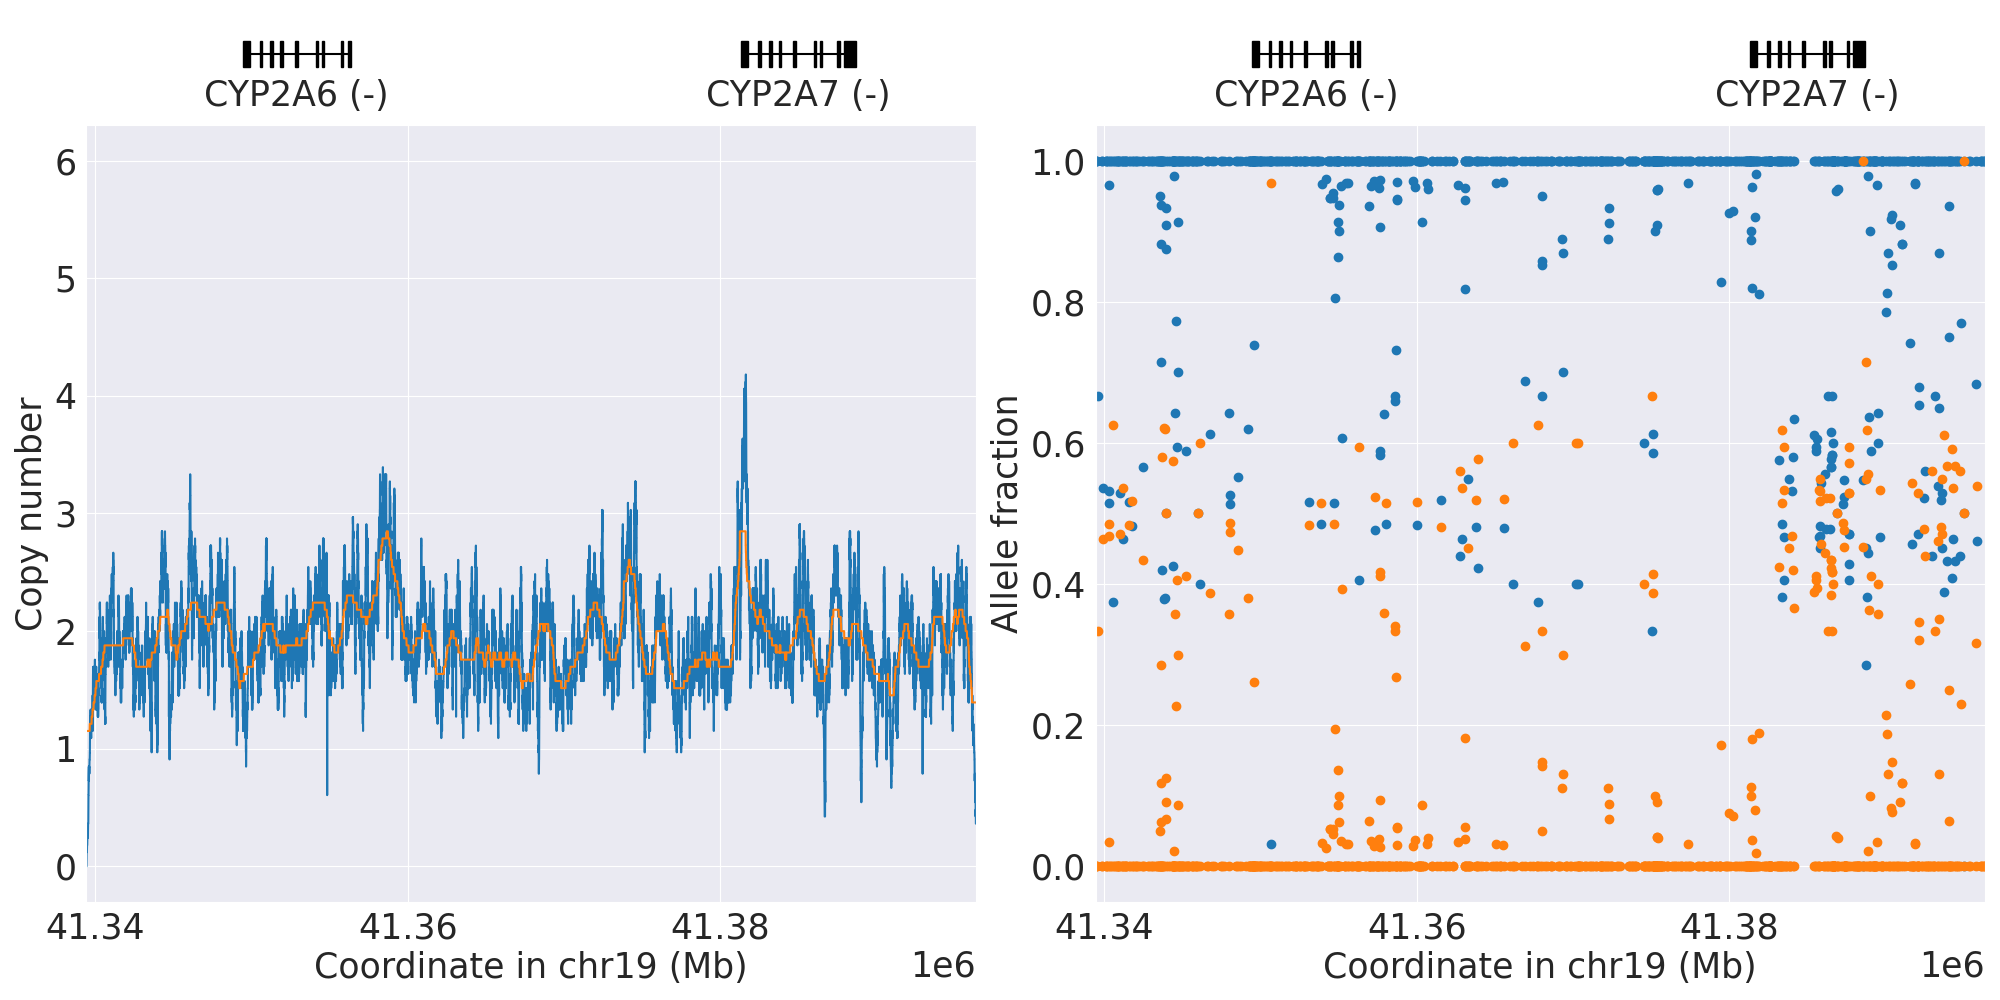 CYP2A6 (-)
CYP2A7 (-)
6
5
4
3
2
1
0
Copy number
41.34
41.36
41.38
Coordinate in chr19 (Mb)
1e6
CYP2A6 (-)
CYP2A7 (-)
1.0
0.8
0.6
0.4
0.2
0.0
Allele fraction
41.34
41.36
41.38
Coordinate in chr19 (Mb)
1e6